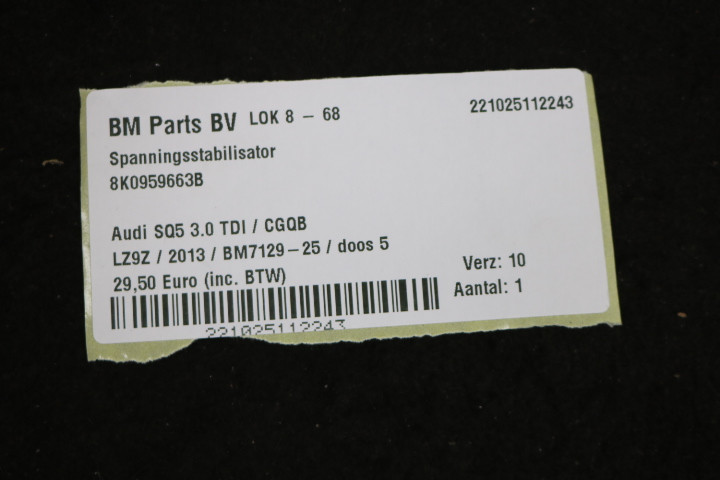 BM Parts BV LOK 8 – 68 221025112243
Spanningsstabilisator
8K0959663B
Audi SQ5 3.0 TDI / CGQB
LZ9Z / 2013 / BM7129–25 / doos 5
29,50 Euro (inc. BTW) Verz: 10
Aantal: 1
221025112243